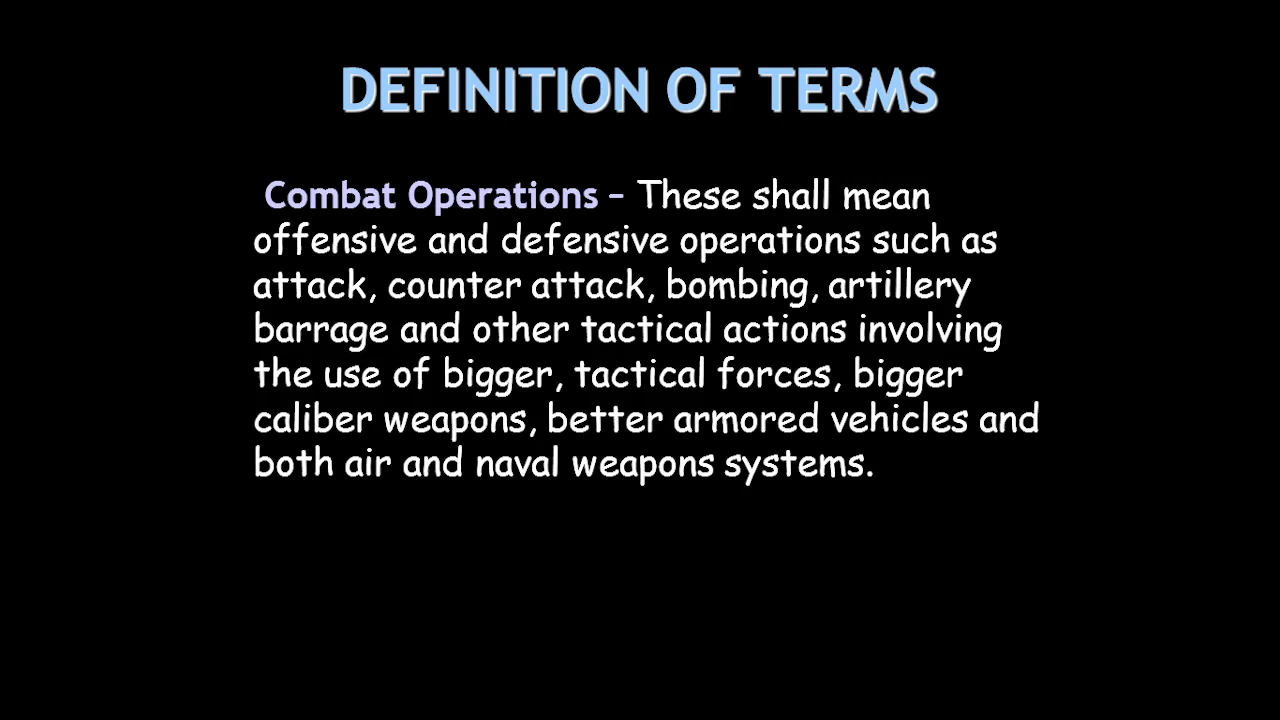 DEFINITION OF TERMS
Combat Operations – These shall mean
offensive and defensive operations such as
attack, counter attack, bombing, artillery
barrage and other tactical actions involving
the use of bigger, tactical forces, bigger
caliber weapons, better armored vehicles and
both air and naval weapons systems.